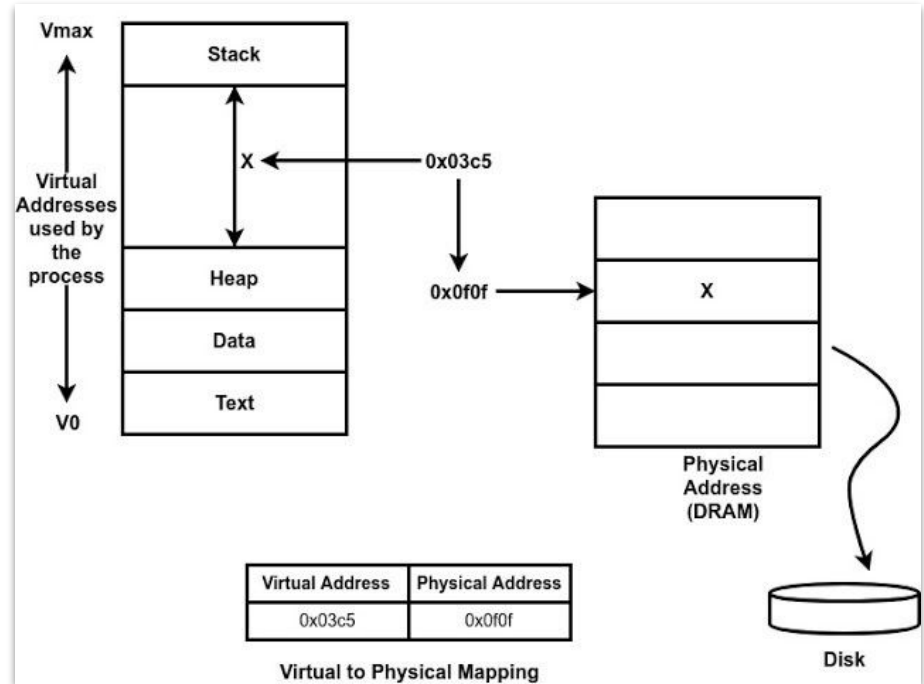 Vmax
Stack
X
0x03c5
Virtual
Addresses
used by
the
process
Heap
0x0f0f
X
Data
Text
V0
Physical
Address
(DRAM)
Virtual Address Physical Address
0x03c5 0x0f0f
Virtual to Physical Mapping
Disk